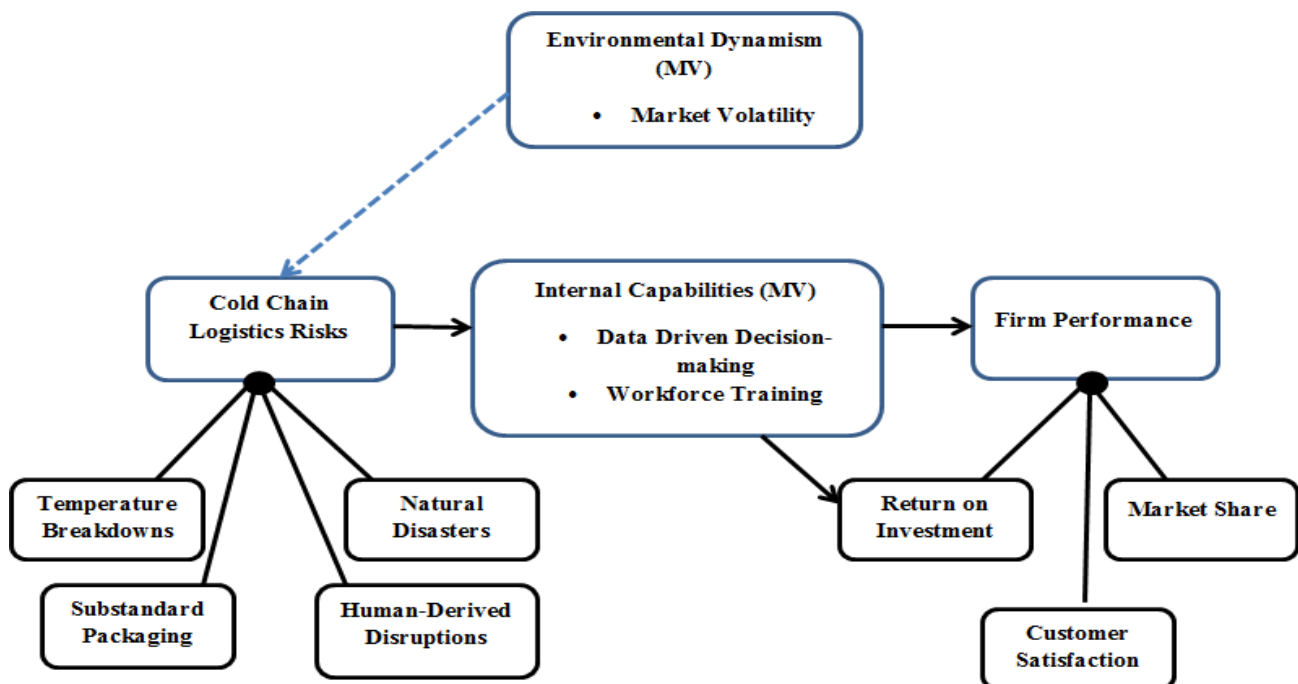 Environmental Dynamism
(MV)
• Market Volatility
Cold Chain
Logistics Risks
Internal Capabilities (MV)
• Data Driven Decision-
making
• Workforce Training
Firm Performance
Temperature
Breakdowns
Natural
Disasters
Substandard
Packaging
Human-Derived
Disruptions
Return on
Investment
Market Share
Customer
Satisfaction